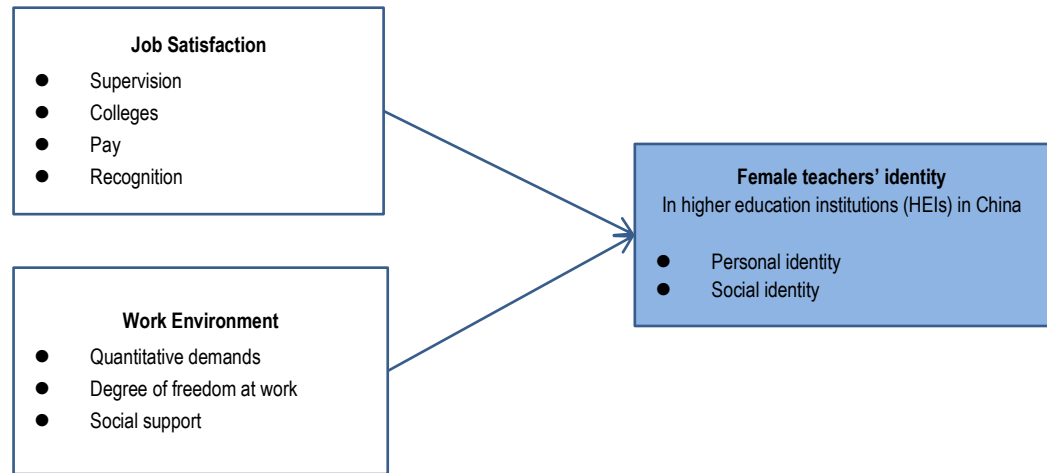 Job Satisfaction
Supervision
Colleges
Pay
Recognition
Female teachers’ identity
In higher education institutions (HEIs) in China
Personal identity
Social identity
Work Environment
Quantitative demands
Degree of freedom at work
Social support